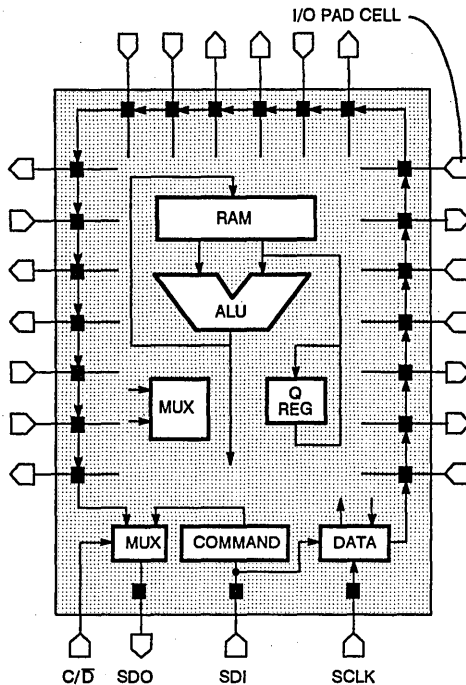 I/O PAD CELL
RAM
ALU
MUX
Q
REG
MUX
COMMAND
DATA
C/D̅
SDO
SDI
SCLK